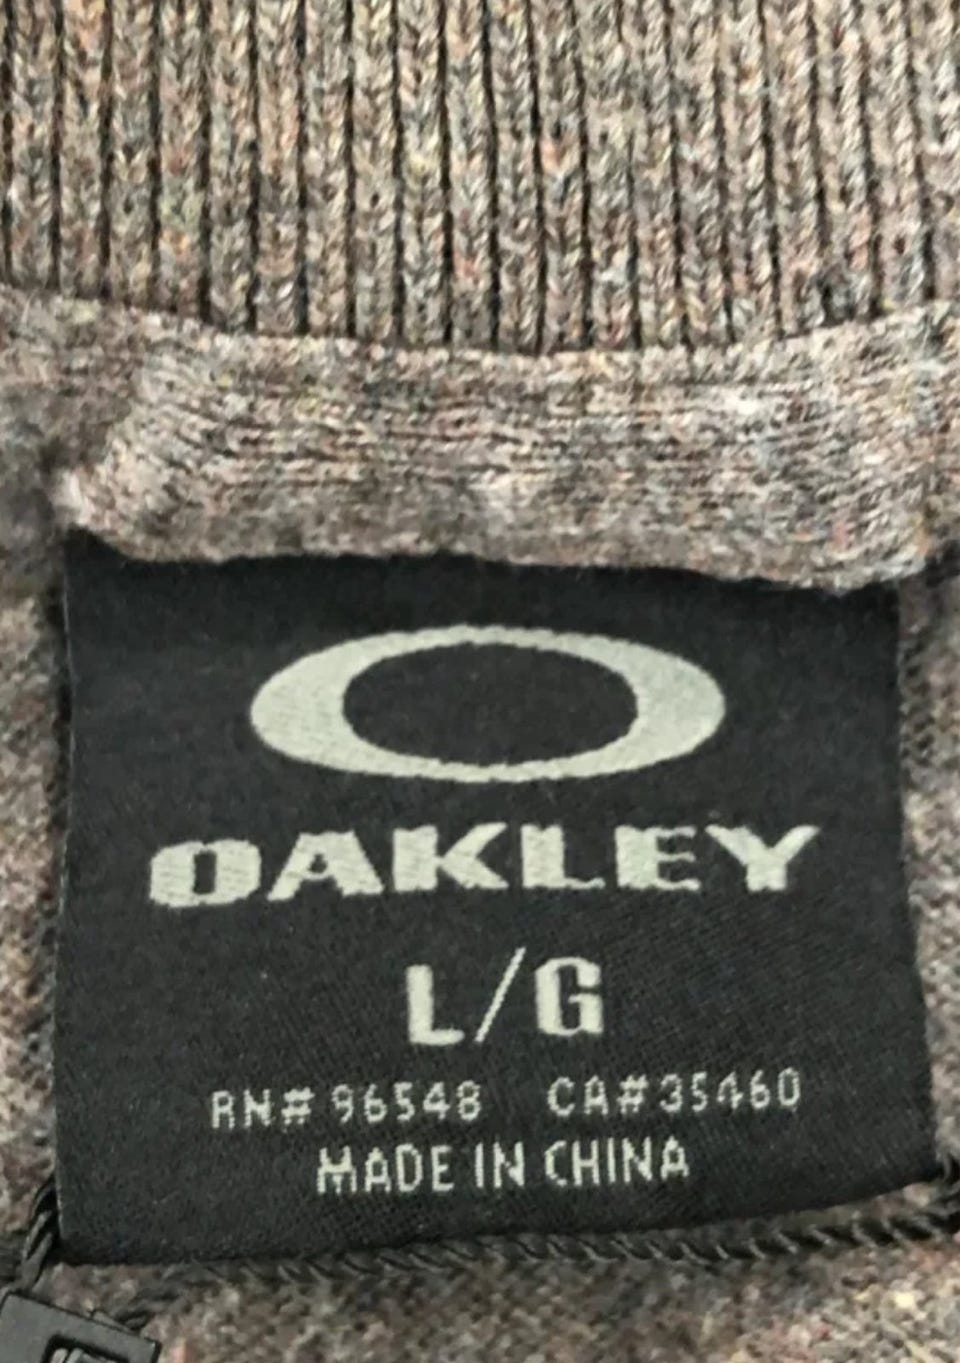 OAKLEY
L/G
RN# 96548 CA#35460
MADE IN CHINA